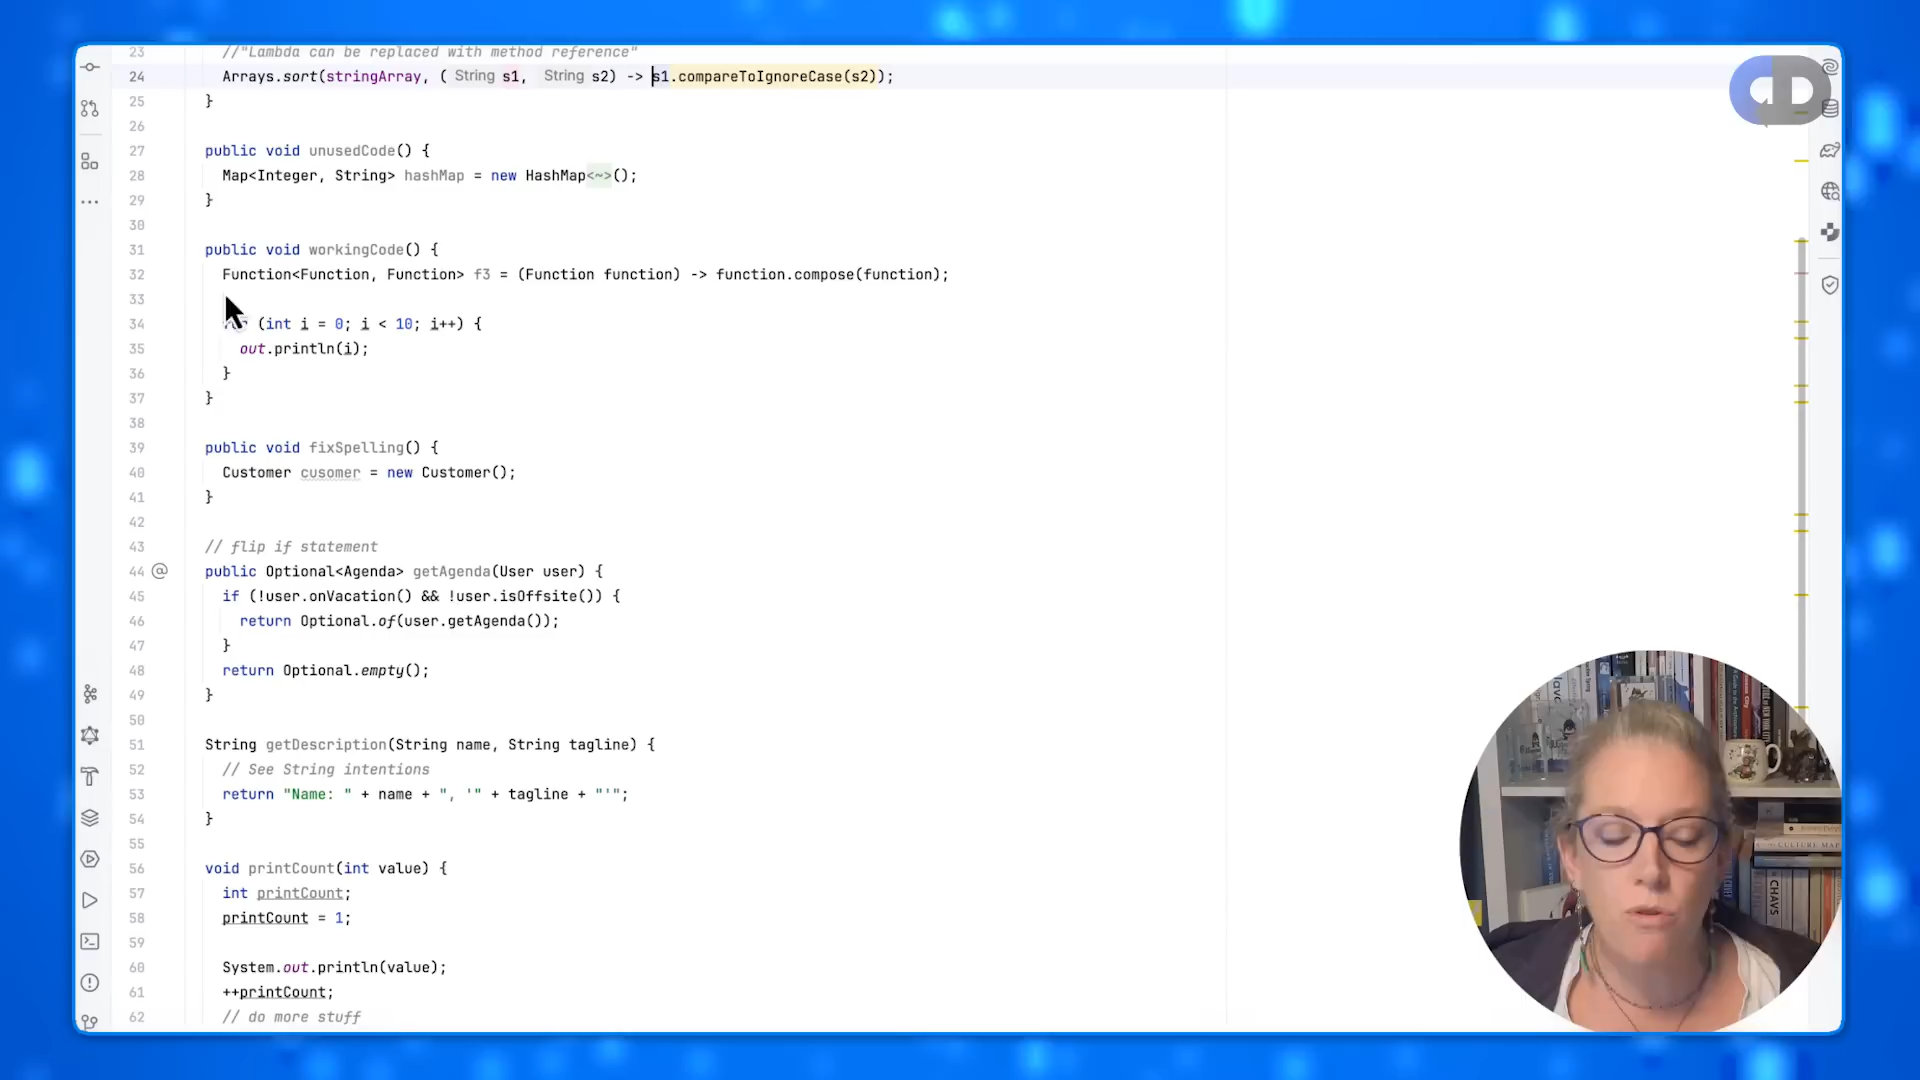 23 //"Lambda can be replaced with method reference"
24 Arrays.sort(stringArray, ( String s1, String s2) -> s1.compareToIgnoreCase(s2));
25 }
26
27 public void unusedCode() {
28 Map<Integer, String> hashMap = new HashMap<~>();
29 }
30
31 public void workingCode() {
32 Function<Function, Function> f3 = (Function function) -> function.compose(function);
33
34 (int i = 0; i < 10; i++) {
35 out.println(i);
36 }
37 }
38
39 public void fixSpelling() {
40 Customer cusomer = new Customer();
41 }
42
43 // flip if statement
44 @ public Optional<Agenda> getAgenda(User user) {
45 if (!user.onVacation() && !user.isOffsite()) {
46 return Optional.of(user.getAgenda());
47 }
48 return Optional.empty();
49 }
50
51 String getDescription(String name, String tagline) {
52 // See String intentions
53 return "Name: " + name + ", '" + tagline + "'";
54 }
55
56 void printCount(int value) {
57 int printCount;
58 printCount = 1;
59
60 System.out.println(value);
61 ++printCount;
62 // do more stuff
CULTURE MAP
CHAVS